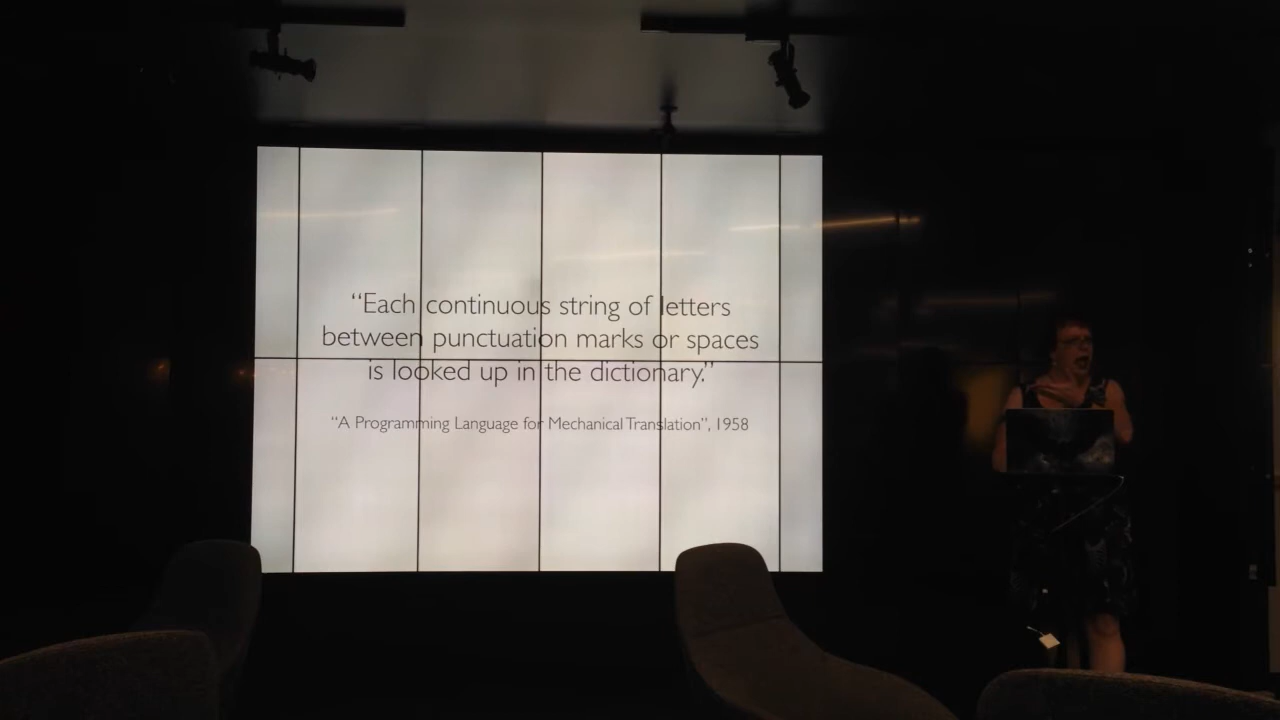 “Each continuous string of letters
between punctuation marks or spaces
is looked up in the dictionary.”
“A Programming Language for Mechanical Translation”, 1958